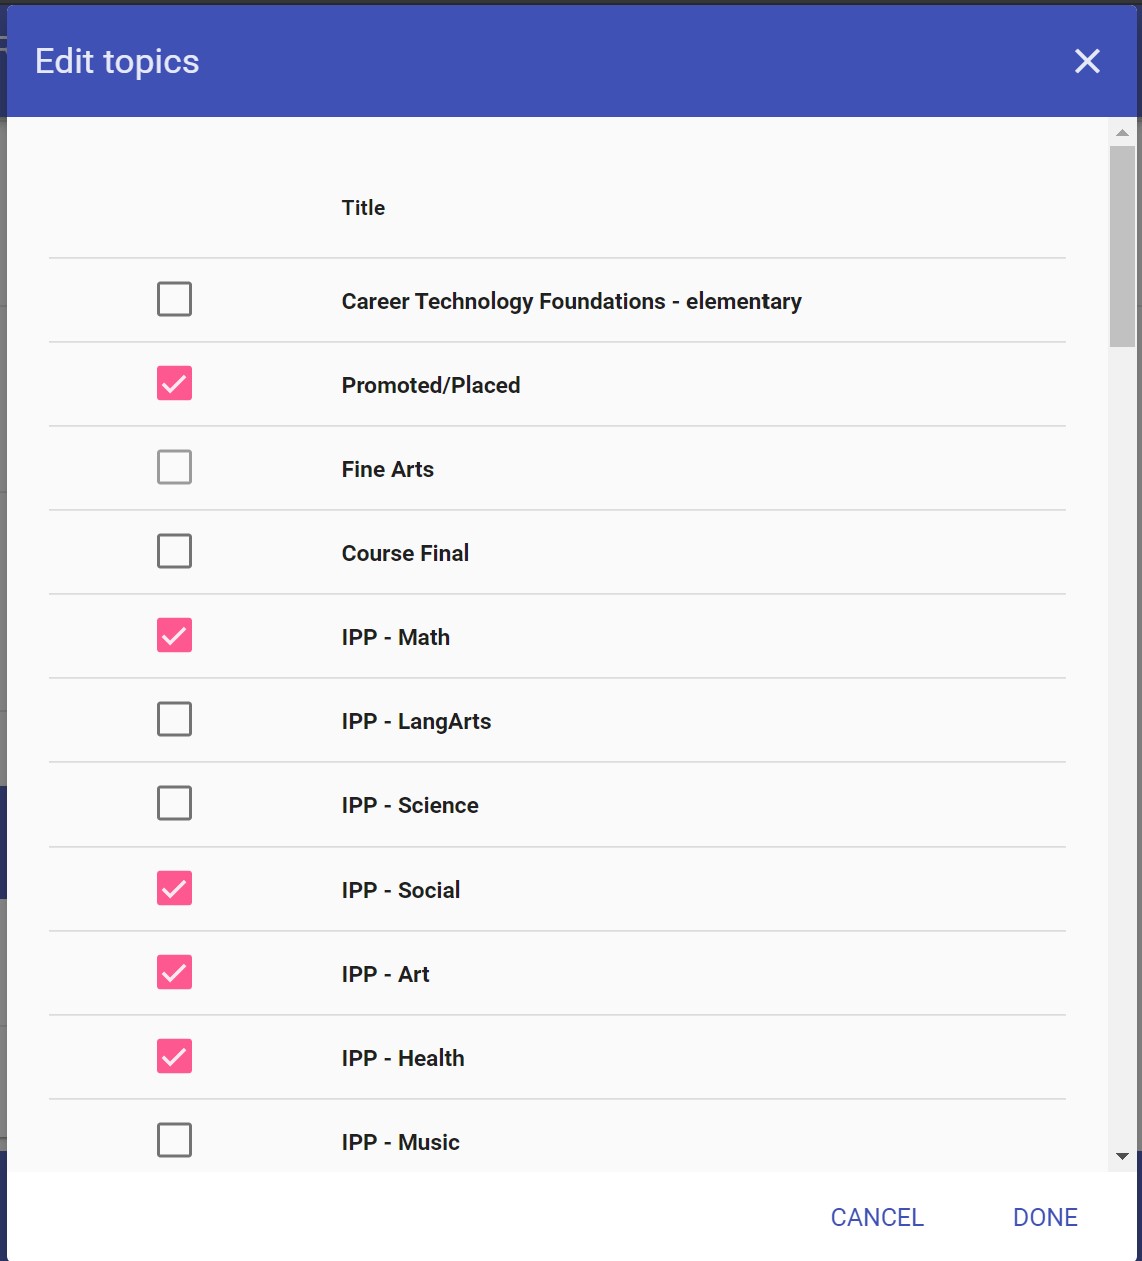 Edit topics
Title
Career Technology Foundations - elementary
Promoted/Placed
Fine Arts
Course Final
IPP - Math
IPP - LangArts
IPP - Science
IPP - Social
IPP - Art
IPP - Health
IPP - Music
CANCEL DONE